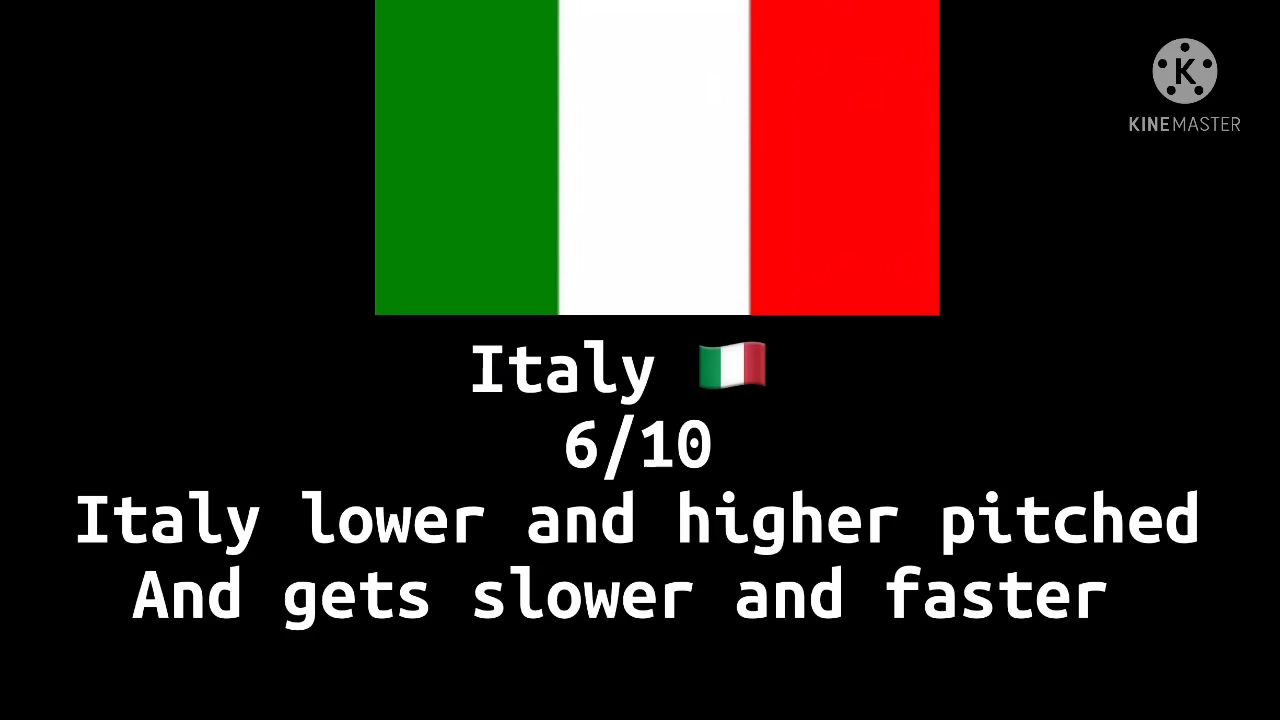 K
KINEMASTER
Italy 🇮🇹
6/10
Italy lower and higher pitched
And gets slower and faster